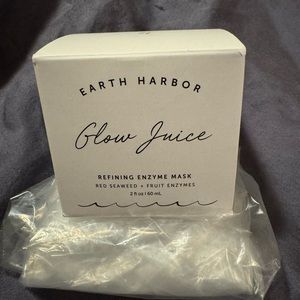 EARTH HARBOR
Glow Juice
REFINING ENZYME MASK
RED SEAWEED + FRUIT ENZYMES
2 fl oz | 60 mL